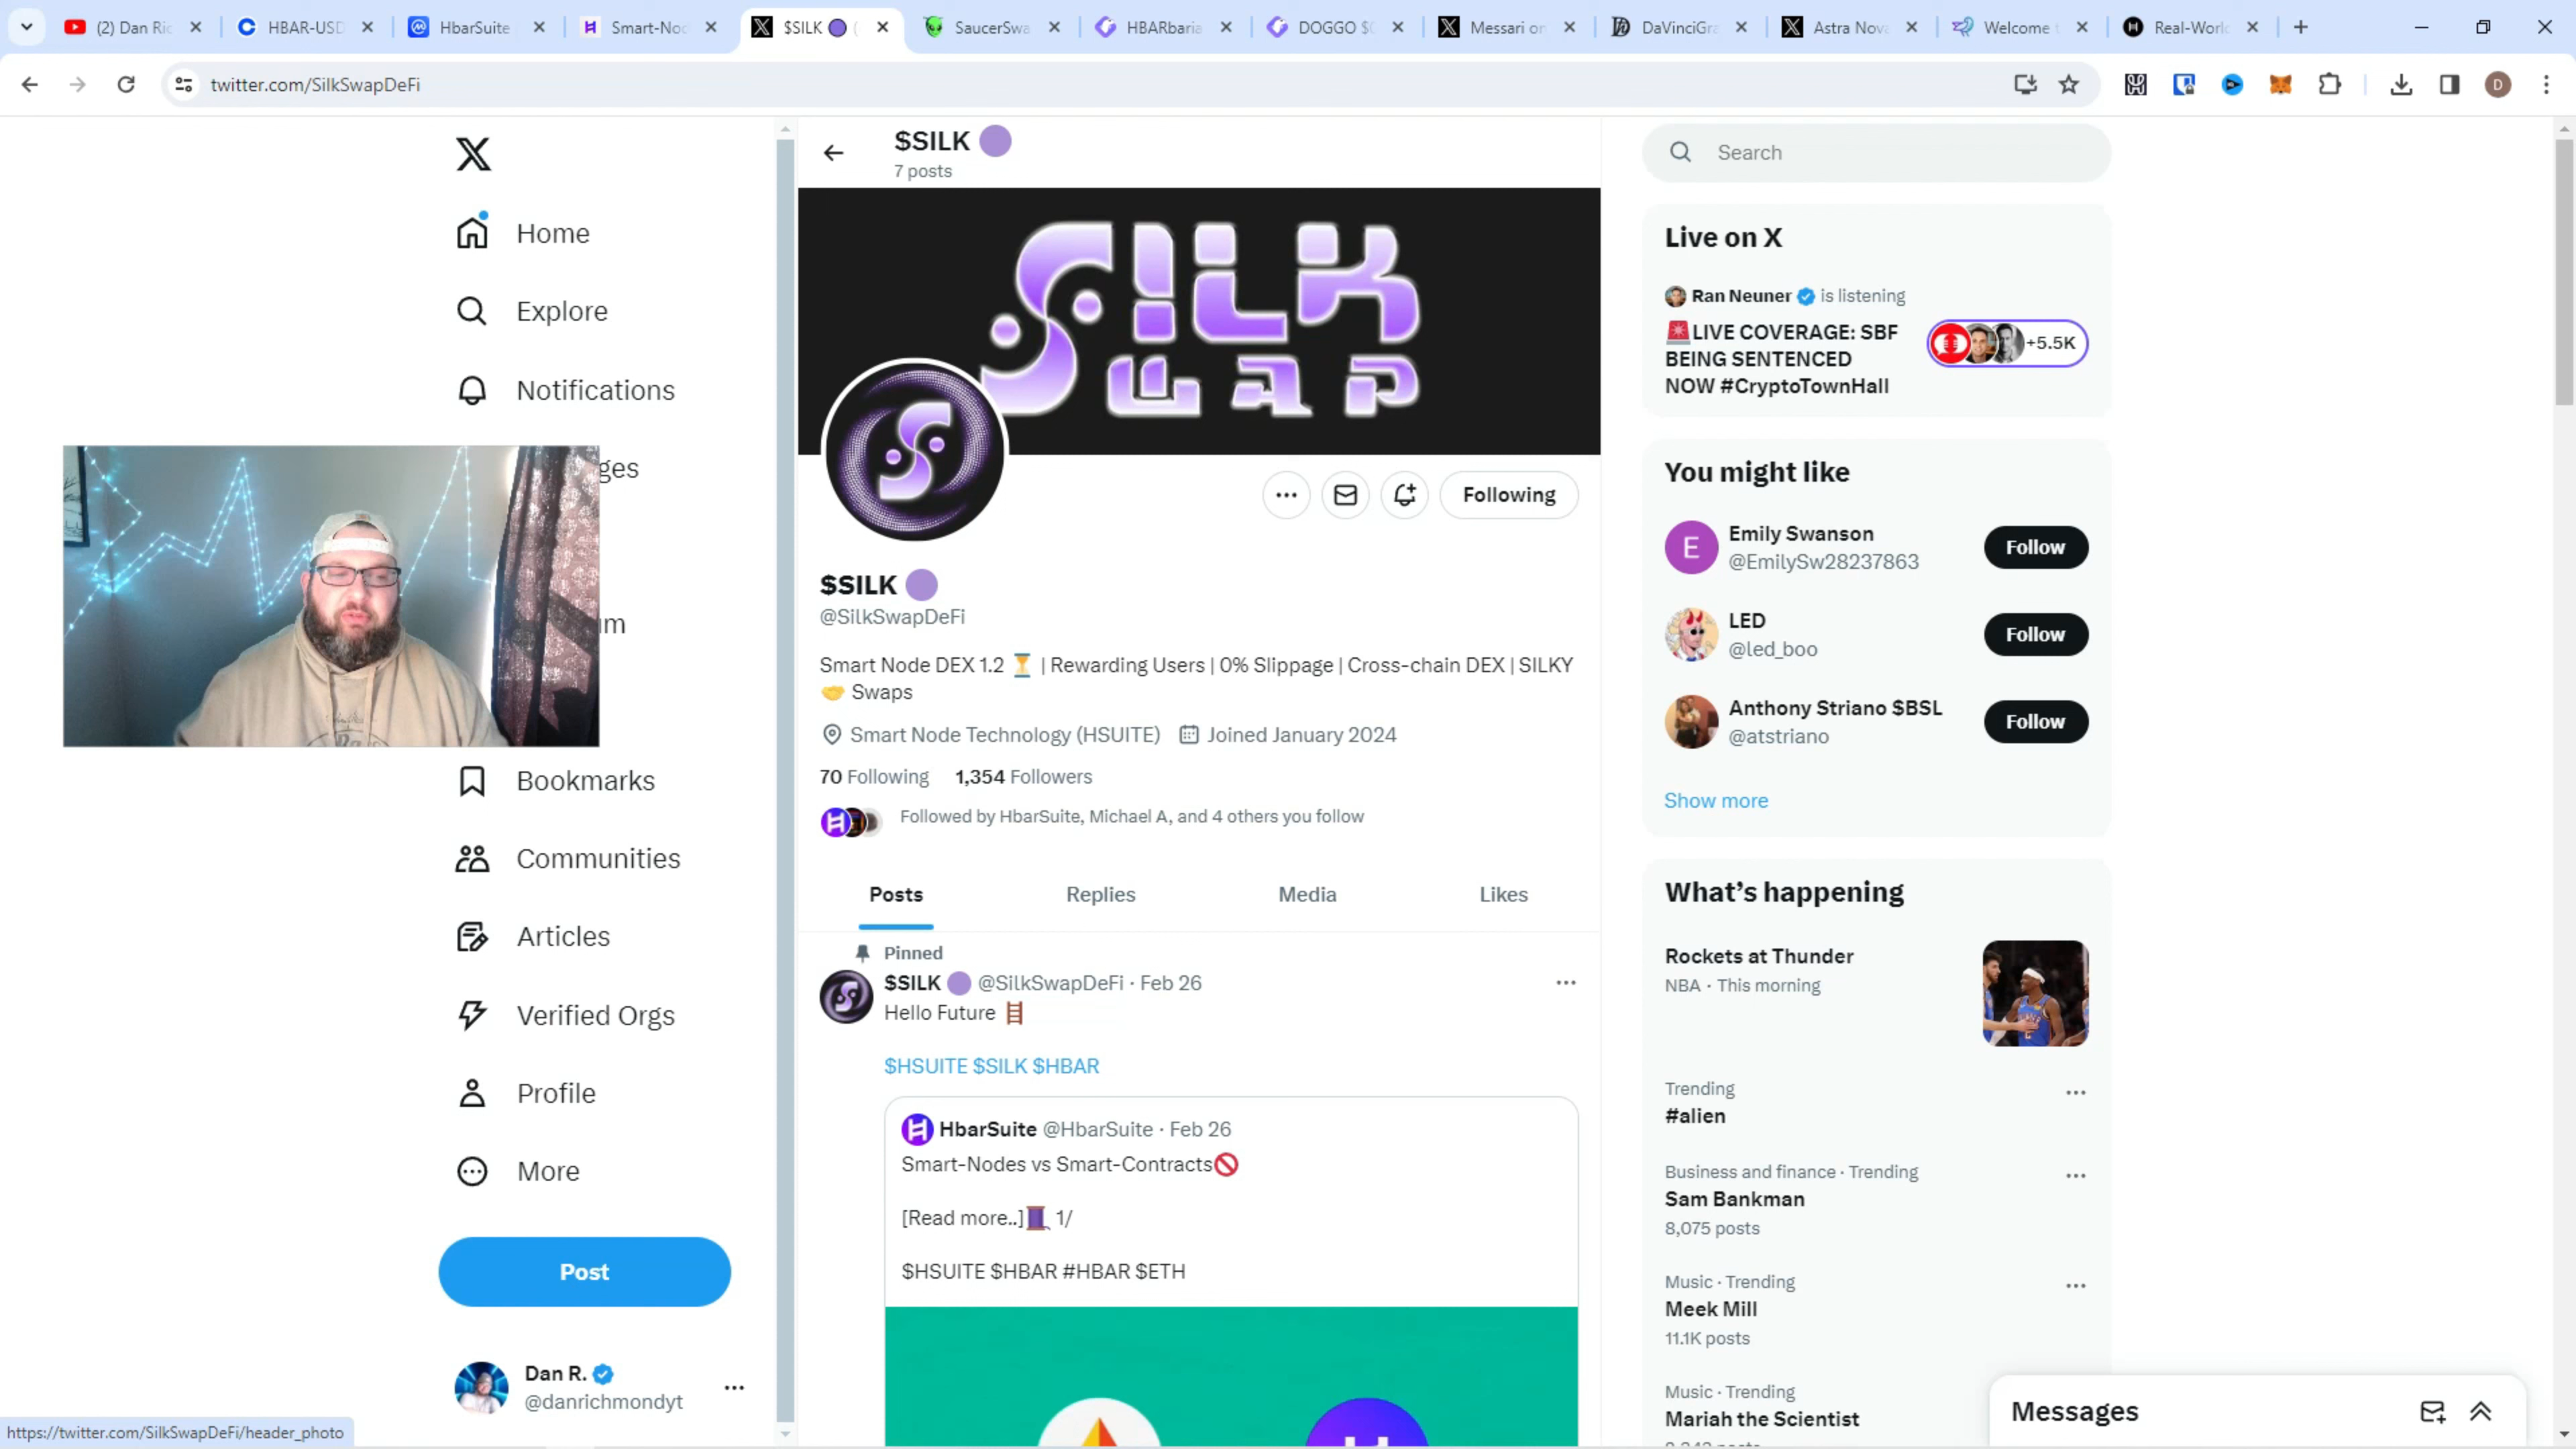 (2) Dan Ric
HBAR-USD
HbarSuite
Smart-Nod
$SILK
SaucerSwa
HBARbaria
DOGGO $
Messari on
DaVinciGra
Astra Nova
Welcome t
Real-World
twitter.com/SilkSwapDeFi
D
Home
Explore
Notifications
ges
um
Bookmarks
Communities
Articles
Verified Orgs
Profile
More
Post
Dan R.
@danrichmondyt
https://twitter.com/SilkSwapDeFi/header_photo
$SILK
7 posts
SILK
SWAP
Following
$SILK
@SilkSwapDeFi
Smart Node DEX 1.2 ⏳ | Rewarding Users | 0% Slippage | Cross-chain DEX | SILKY
🤝 Swaps
Smart Node Technology (HSUITE) Joined January 2024
70 Following 1,354 Followers
Followed by HbarSuite, Michael A, and 4 others you follow
Posts Replies Media Likes
Pinned
$SILK 🟣 @SilkSwapDeFi · Feb 26
Hello Future 🪜
$HSUITE $SILK $HBAR
HbarSuite @HbarSuite · Feb 26
Smart-Nodes vs Smart-Contracts🚫
[Read more..]🧵 1/
$HSUITE $HBAR #HBAR $ETH
Search
Live on X
Ran Neuner is listening
🚨LIVE COVERAGE: SBF
BEING SENTENCED
NOW #CryptoTownHall
+5.5K
You might like
E
Emily Swanson
@EmilySw28237863
Follow
LED
@led_boo
Follow
Anthony Striano $BSL
@atstriano
Follow
Show more
What's happening
Rockets at Thunder
NBA · This morning
Trending
#alien
Business and finance · Trending
Sam Bankman
8,075 posts
Music · Trending
Meek Mill
11.1K posts
Music · Trending
Mariah the Scientist
Messages